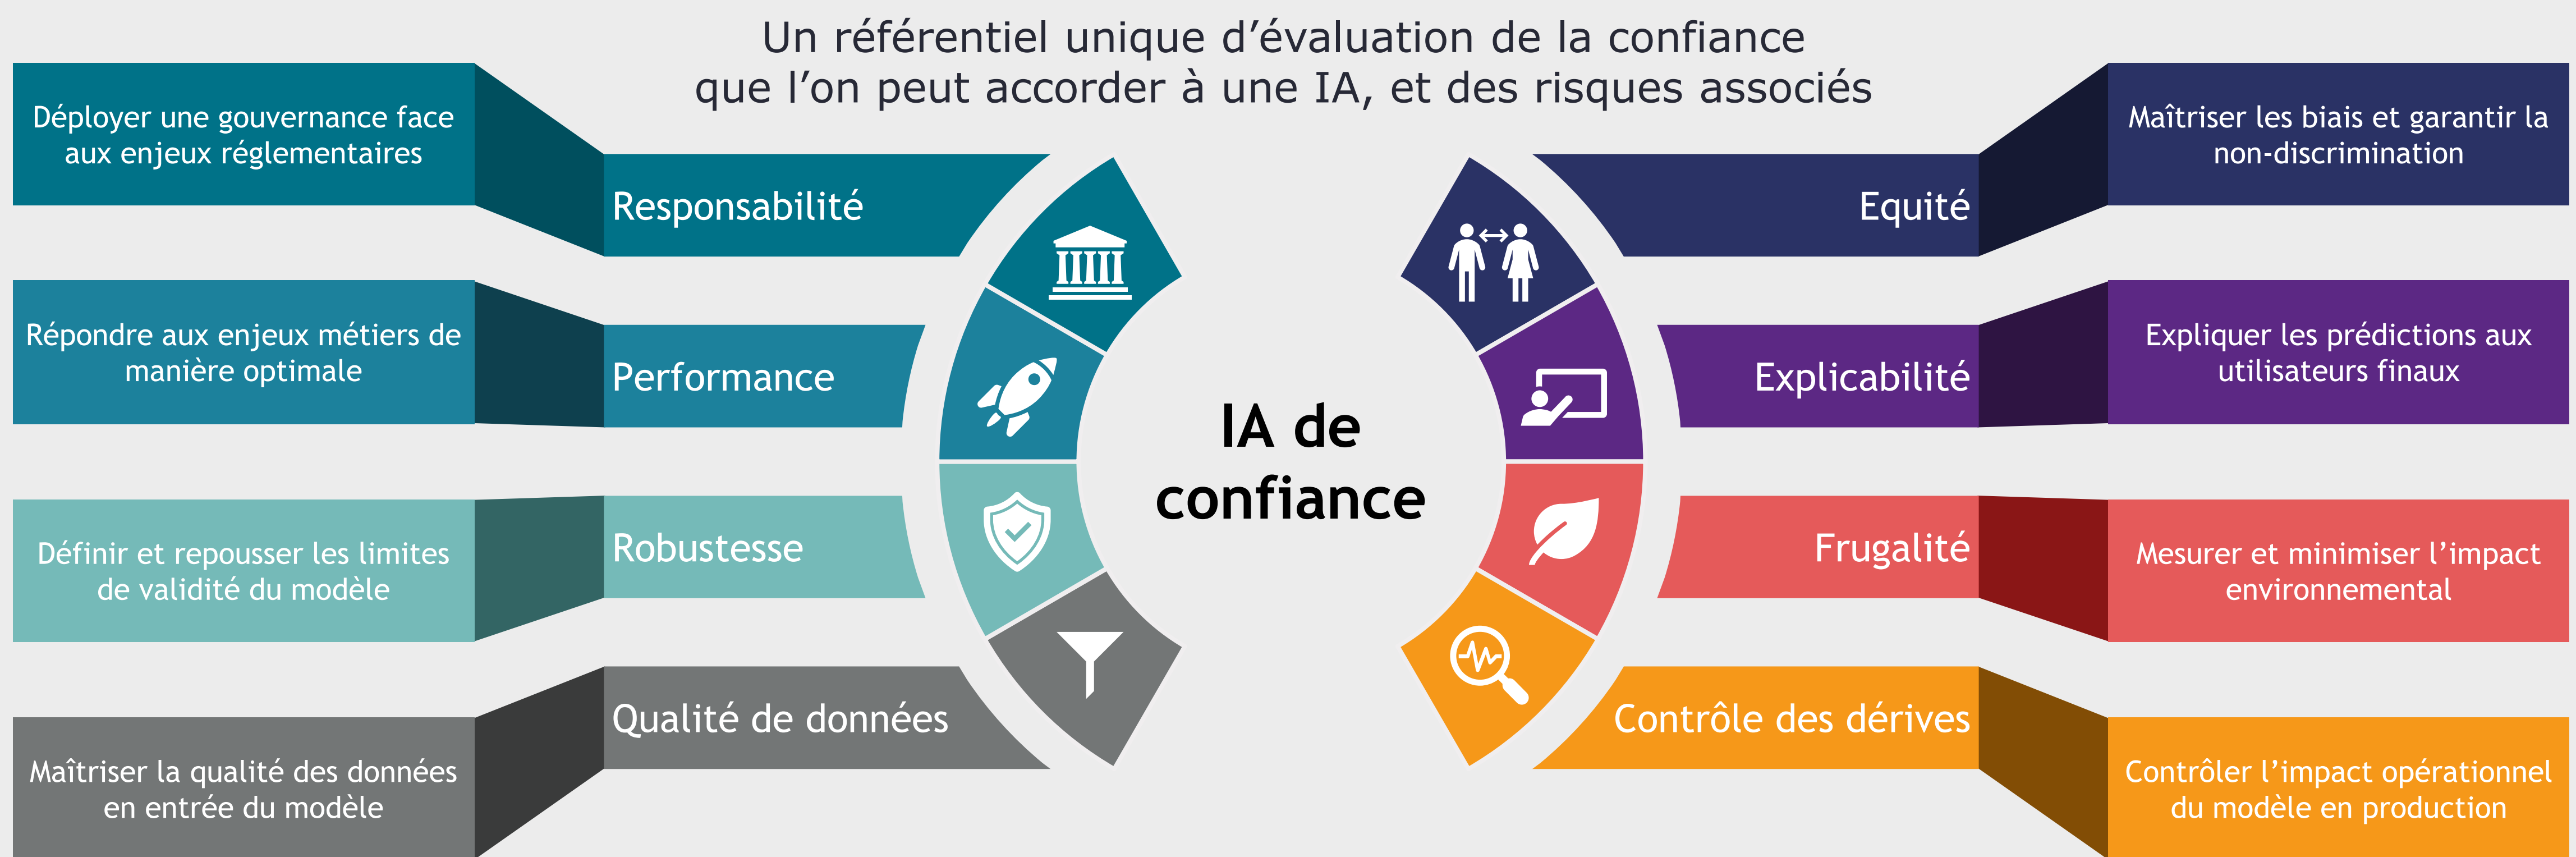 Un référentiel unique d’évaluation de la confiance
que l’on peut accorder à une IA, et des risques associés
Déployer une gouvernance face
aux enjeux réglementaires
Responsabilité
Répondre aux enjeux métiers de
manière optimale
Performance
Définir et repousser les limites
de validité du modèle
Robustesse
Maîtriser la qualité des données
en entrée du modèle
Qualité de données
IA de
confiance
Equité
Maîtriser les biais et garantir la
non-discrimination
Explicabilité
Expliquer les prédictions aux
utilisateurs finaux
Frugalité
Mesurer et minimiser l’impact
environnemental
Contrôle des dérives
Contrôler l’impact opérationnel
du modèle en production